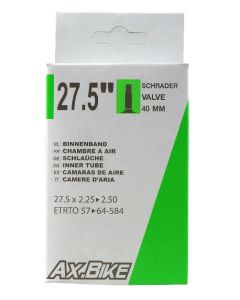 27.5"
SCHRADER
VALVE
40 MM
NL BINNENBAND
FR CHAMBRE A AIR
DE SCHLÄUCHE
EN INNER TUBE
ES CAMARAS DE AIRE
IT CAMERE D'ARIA
27.5 x 2.25 ▸ 2.50
ETRTO 57 ▸ 64-584
AX-BIKE